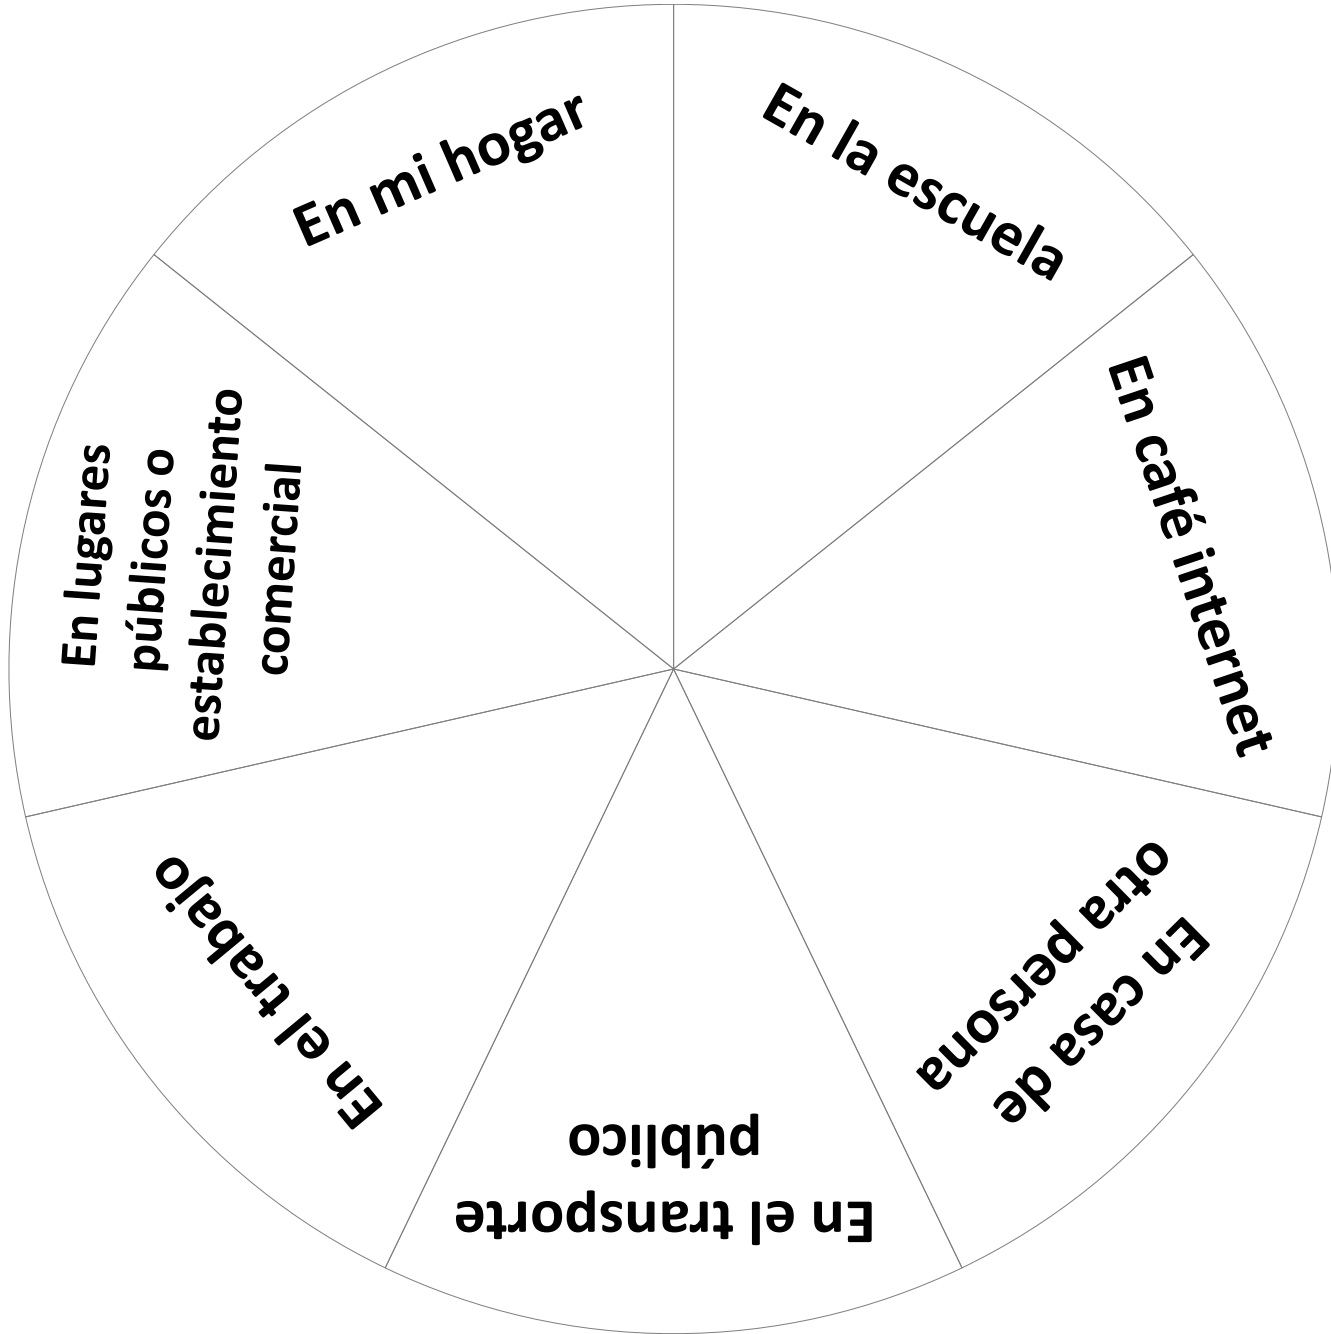 En mi hogar
En la escuela
En café internet
En casa de
otra persona
En el transporte
público
En el trabajo
En lugares
públicos o
establecimiento
comercial